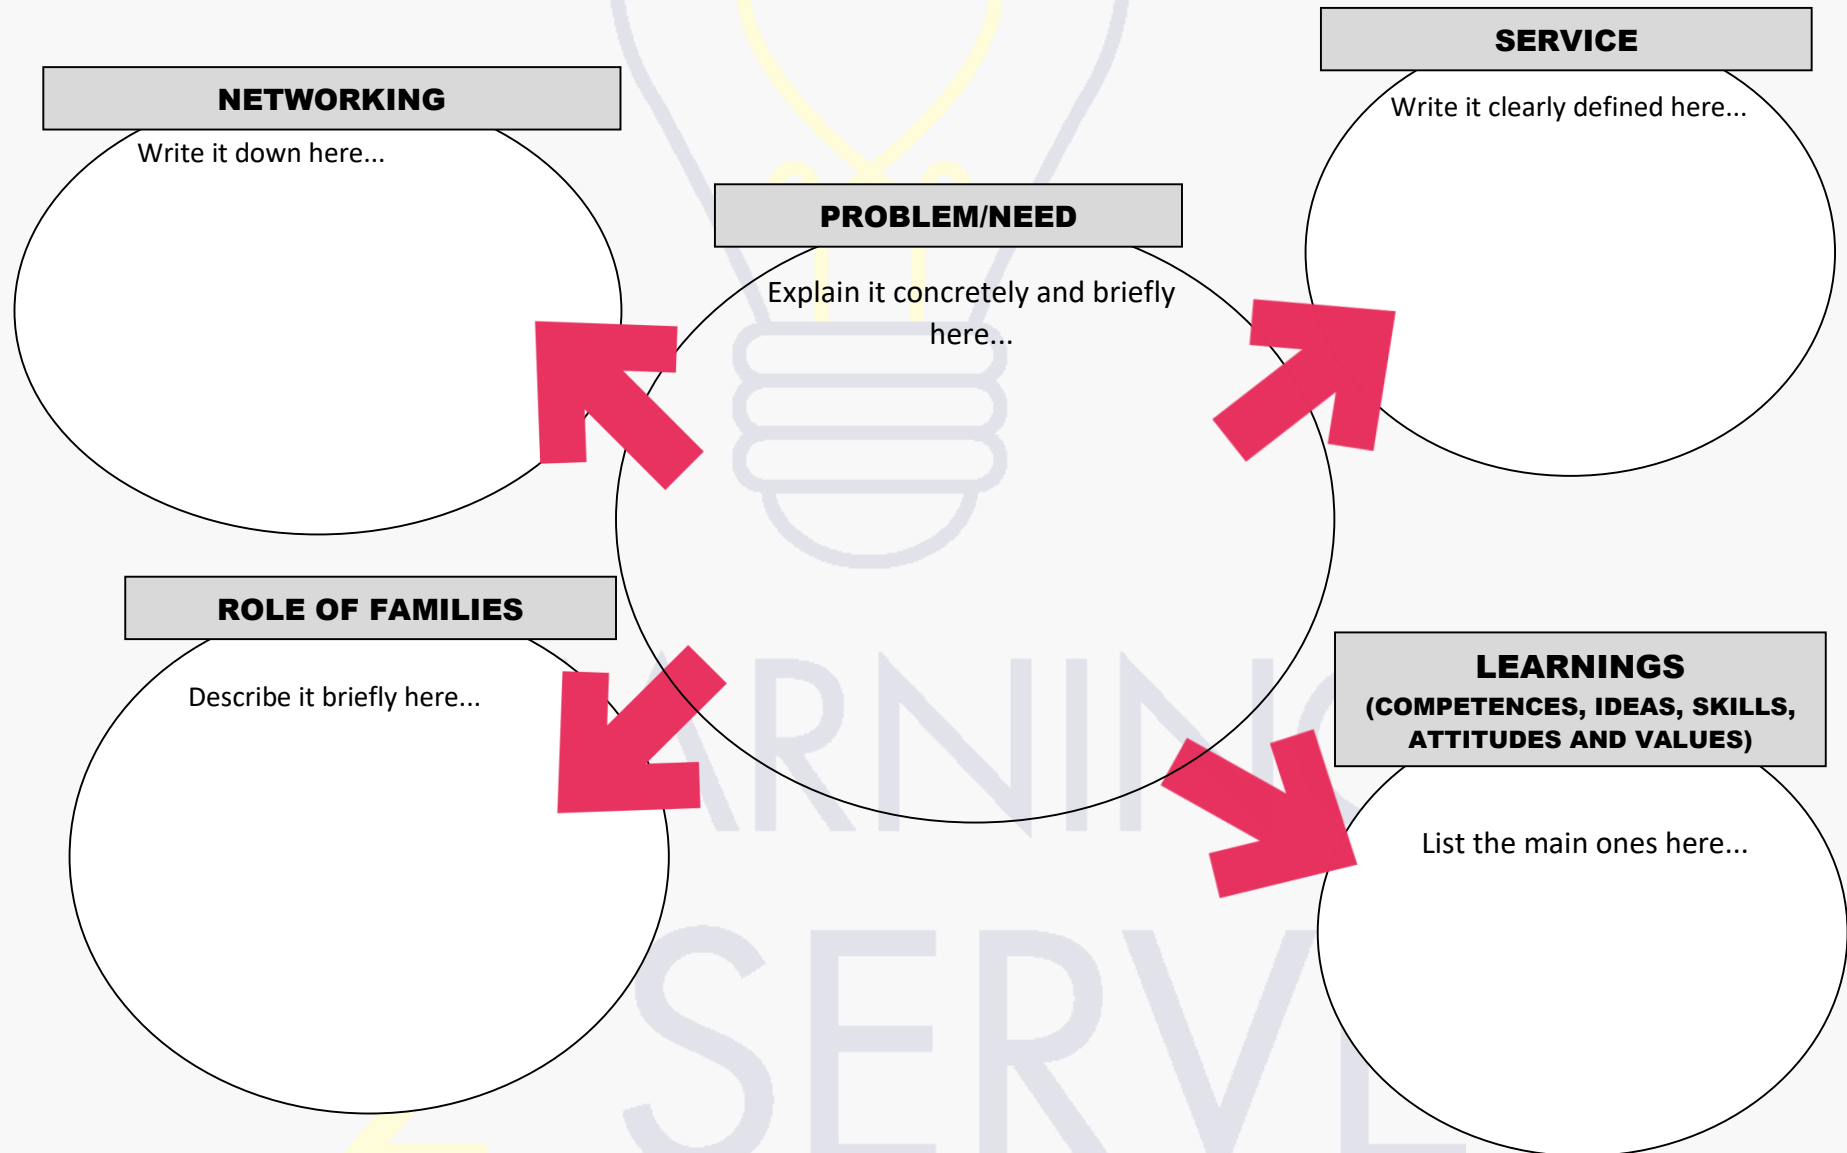 SERVICE
Write it clearly defined here...
NETWORKING
Write it down here...
PROBLEM/NEED
Explain it concretely and briefly
here...
ROLE OF FAMILIES
Describe it briefly here...
LEARNINGS
(COMPETENCES, IDEAS, SKILLS,
ATTITUDES AND VALUES)
List the main ones here...